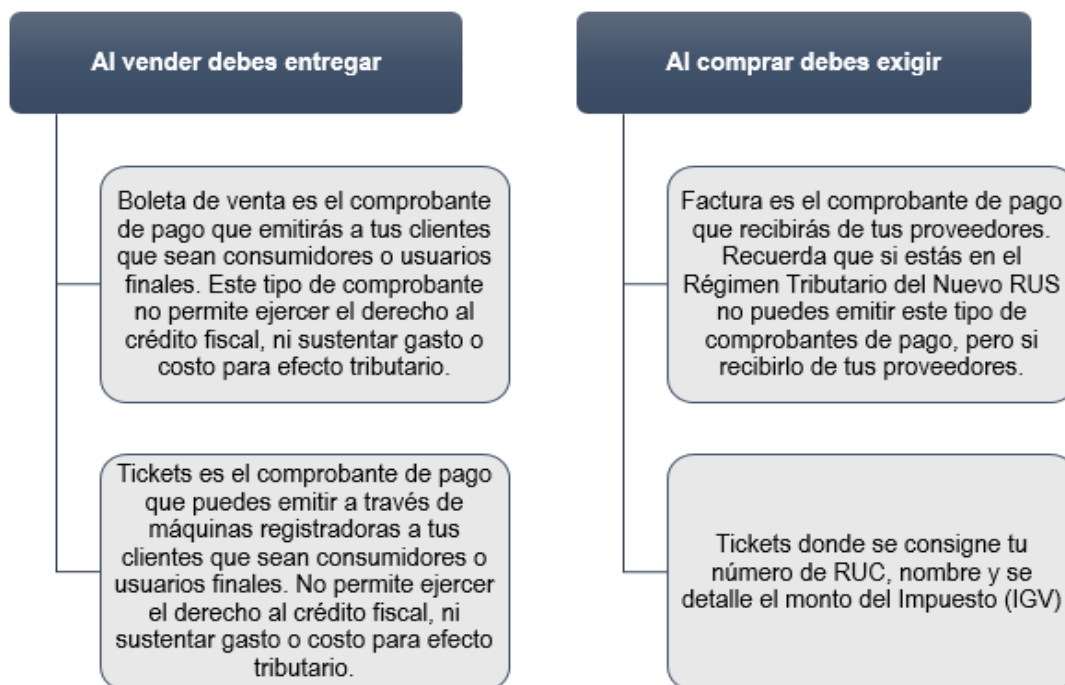 Al vender debes entregar
Boleta de venta es el comprobante
de pago que emitirás a tus clientes
que sean consumidores o usuarios
finales. Este tipo de comprobante
no permite ejercer el derecho al
crédito fiscal, ni sustentar gasto o
costo para efecto tributario.
Tickets es el comprobante de pago
que puedes emitir a través de
máquinas registradoras a tus
clientes que sean consumidores o
usuarios finales. No permite ejercer
el derecho al crédito fiscal, ni
sustentar gasto o costo para efecto
tributario.
Al comprar debes exigir
Factura es el comprobante de pago
que recibirás de tus proveedores.
Recuerda que si estás en el
Régimen Tributario del Nuevo RUS
no puedes emitir este tipo de
comprobantes de pago, pero si
recibirlo de tus proveedores.
Tickets donde se consigne tu
número de RUC, nombre y se
detalle el monto del Impuesto (IGV)